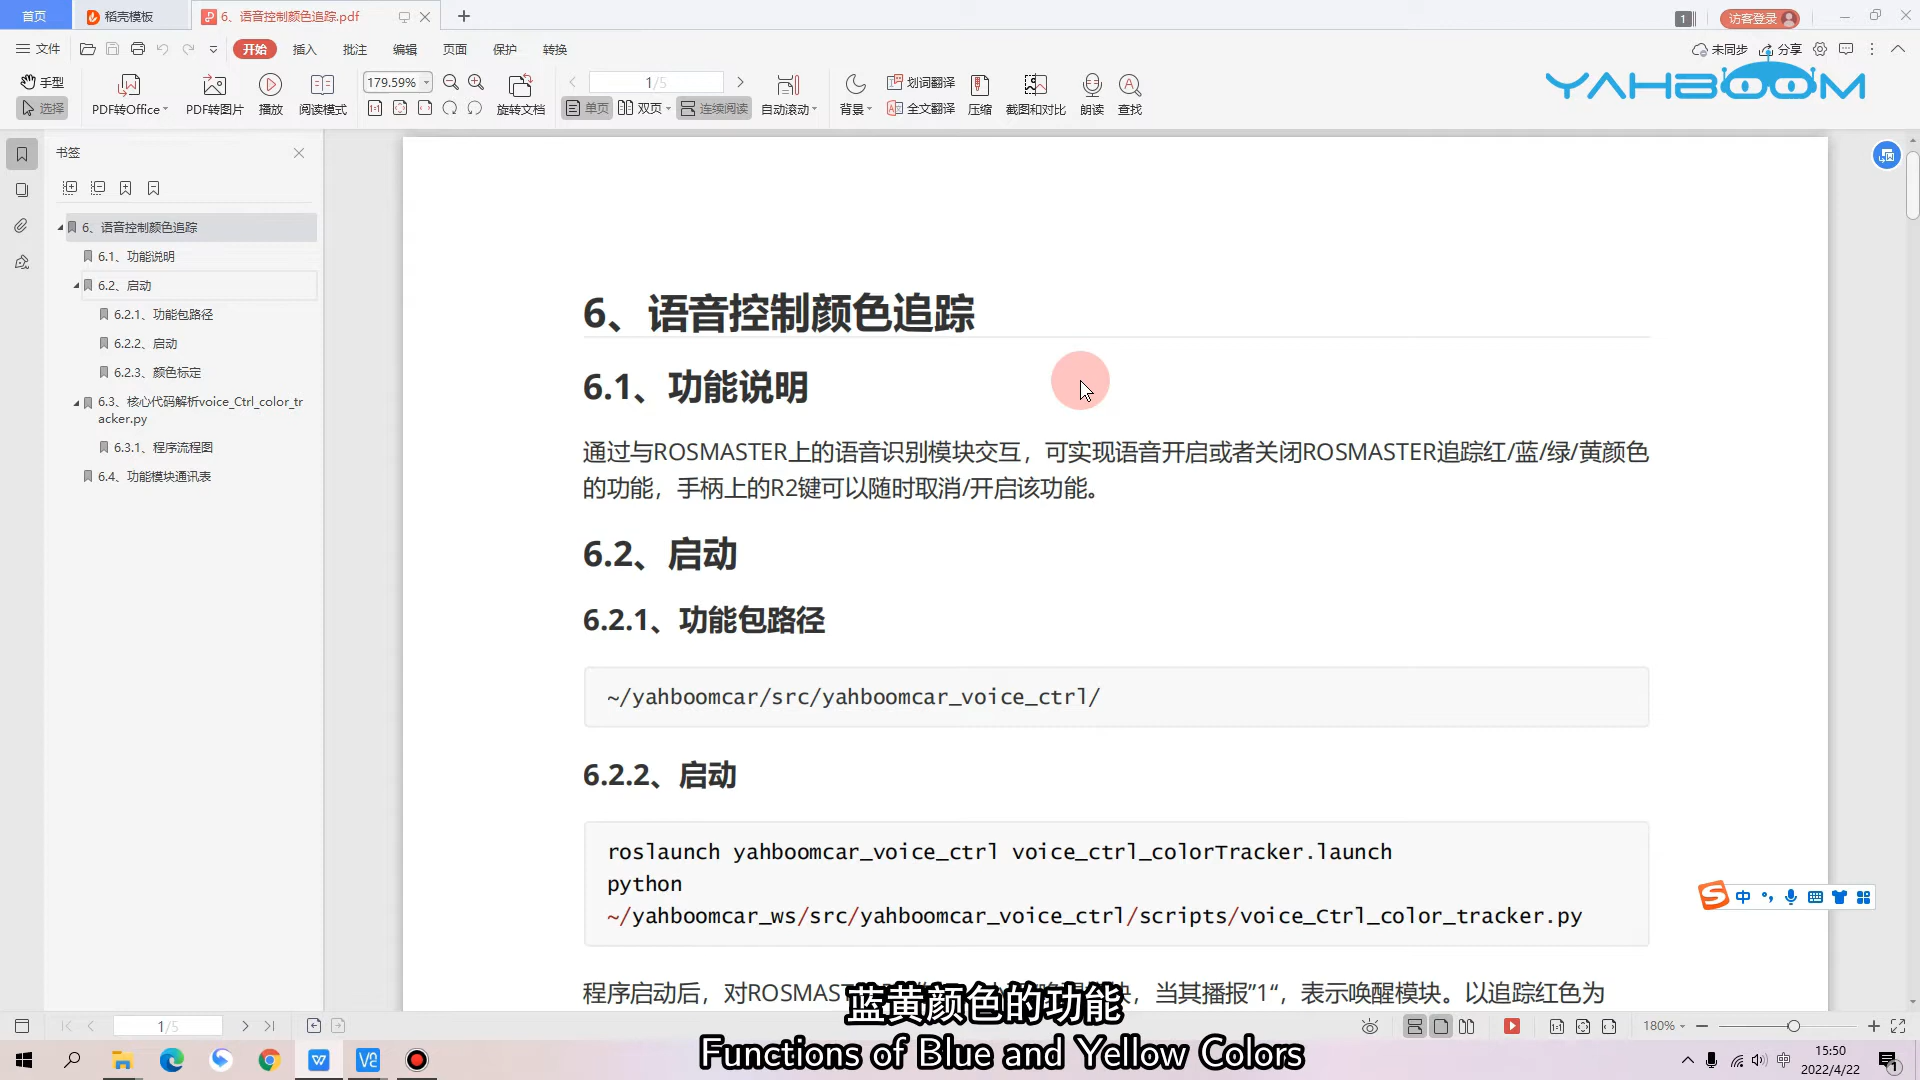 首页
稻壳模板
6、语音控制颜色追踪.pdf
1
访客登录
文件
开始
插入
批注
编辑
页面
保护
转换
未同步
分享
手型
选择
PDF转Office
PDF转图片
播放
阅读模式
179.59%
旋转文档
1/5
单页
双页
连续阅读
自动滚动
背景
划词翻译
全文翻译
压缩
截图和对比
朗读
查找
YAHBOOM
书签
6、语音控制颜色追踪
6.1、功能说明
6.2、启动
6.2.1、功能包路径
6.2.2、启动
6.2.3、颜色标定
6.3、核心代码解析voice_Ctrl_color_tr
acker.py
6.3.1、程序流程图
6.4、功能模块通讯表
6、语音控制颜色追踪
6.1、功能说明
通过与ROSMASTER上的语音识别模块交互，可实现语音开启或者关闭ROSMASTER追踪红/蓝/绿/黄颜色
的功能，手柄上的R2键可以随时取消/开启该功能。
6.2、启动
6.2.1、功能包路径
~/yahboomcar/src/yahboomcar_voice_ctrl/
6.2.2、启动
roslaunch yahboomcar_voice_ctrl voice_ctrl_colorTracker.launch
python
~/yahboomcar_ws/src/yahboomcar_voice_ctrl/scripts/voice_Ctrl_color_tracker.py
程序启动后，对ROSMAST 块，当其播报”1“，表示唤醒模块。以追踪红色为
蓝黄颜色的功能
Functions of Blue and Yellow Colors
中
1/5
180%
中
15:50
2022/4/22
1